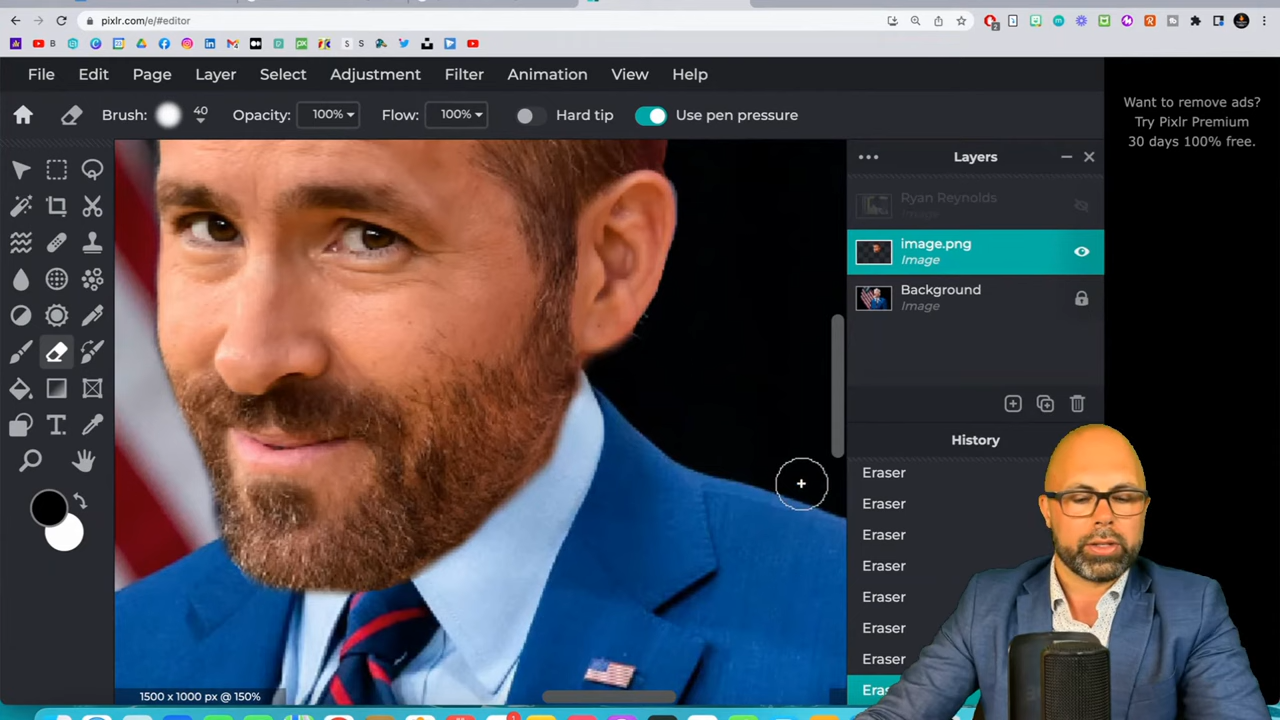 pixlr.com/e/#editor
2
B
S
File Edit Page Layer Select Adjustment Filter Animation View Help
Brush: 40 Opacity: 100% Flow: 100% Hard tip Use pen pressure
Want to remove ads?
Try Pixlr Premium
30 days 100% free.
Layers
Ryan Reynolds
Image
image.png
Image
Background
Image
History
Eraser
Eraser
Eraser
Eraser
Eraser
Eraser
Eraser
1500 x 1000 px @ 150%